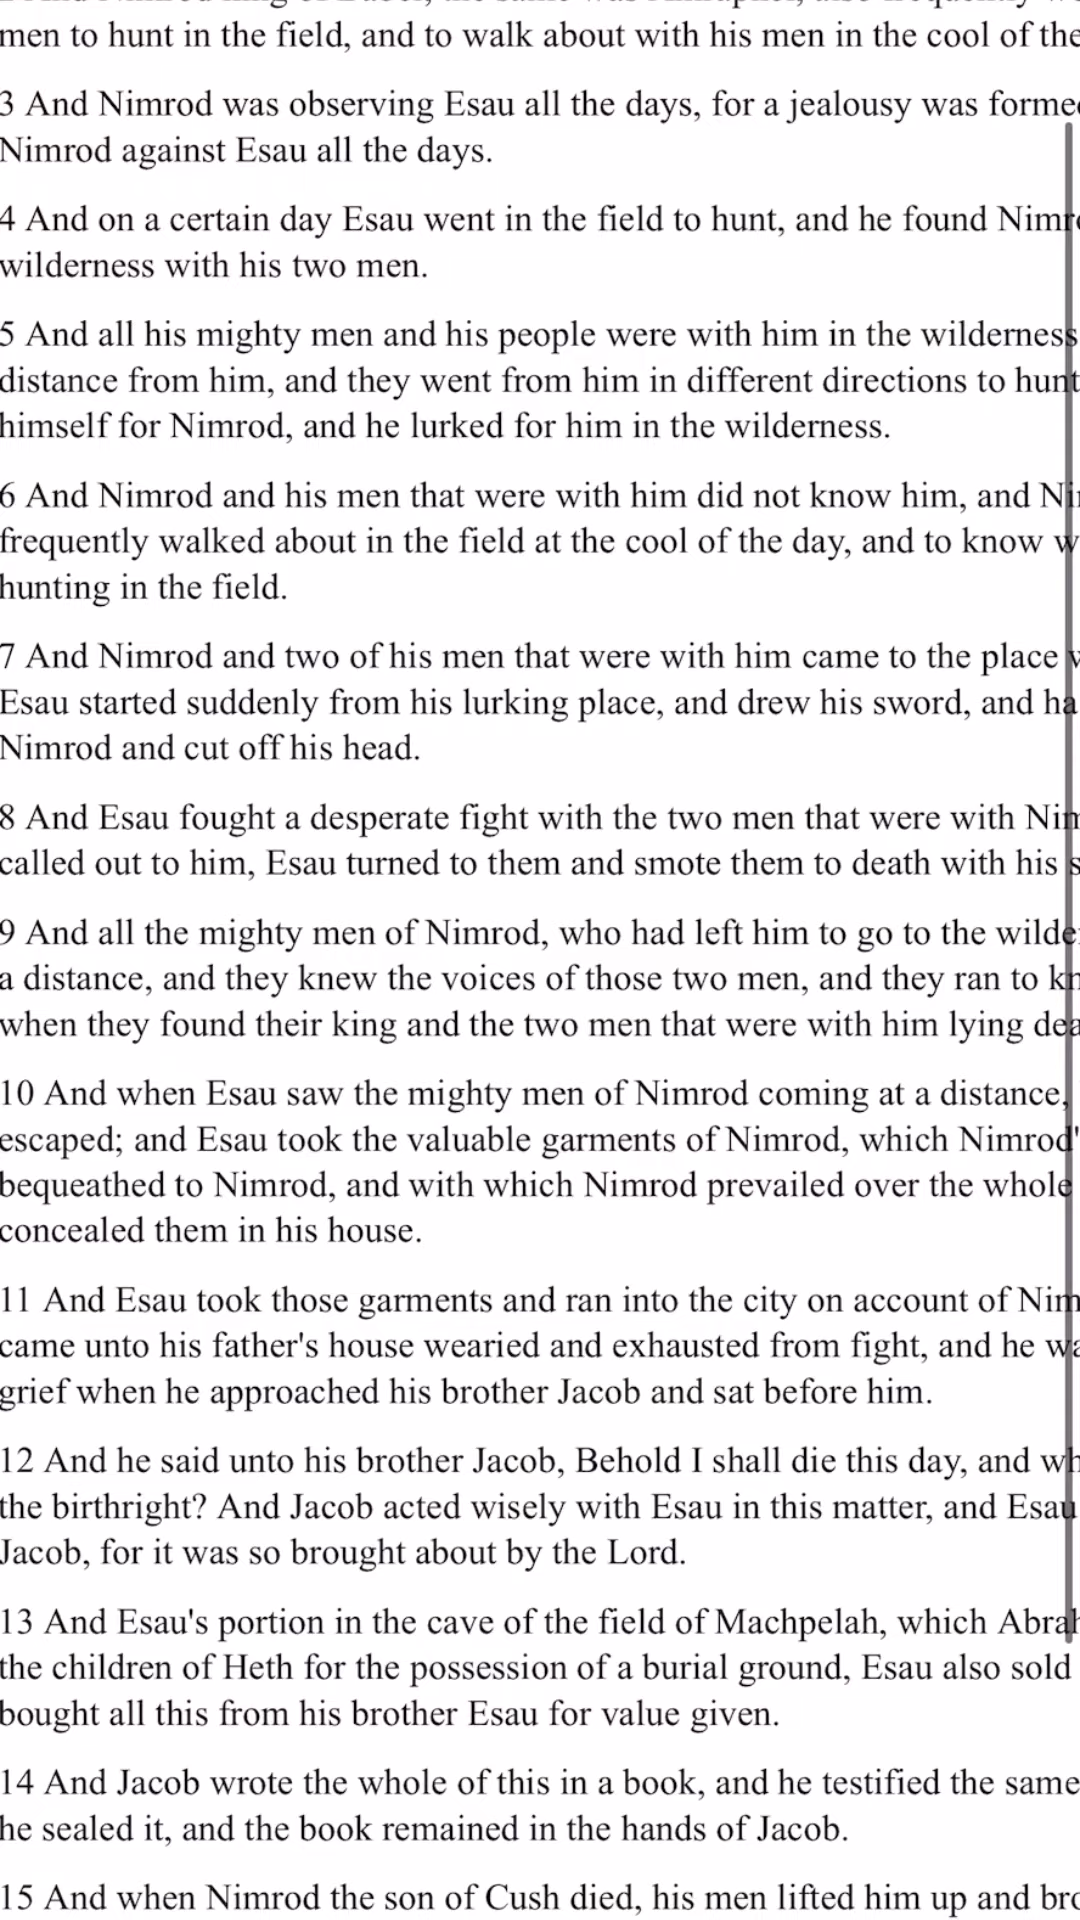 men to hunt in the field, and to walk about with his men in the cool of the
3 And Nimrod was observing Esau all the days, for a jealousy was forme
Nimrod against Esau all the days.
4 And on a certain day Esau went in the field to hunt, and he found Nimr
wilderness with his two men.
5 And all his mighty men and his people were with him in the wilderness
distance from him, and they went from him in different directions to hunt
himself for Nimrod, and he lurked for him in the wilderness.
6 And Nimrod and his men that were with him did not know him, and Ni
frequently walked about in the field at the cool of the day, and to know w
hunting in the field.
7 And Nimrod and two of his men that were with him came to the place w
Esau started suddenly from his lurking place, and drew his sword, and ha
Nimrod and cut off his head.
8 And Esau fought a desperate fight with the two men that were with Nim
called out to him, Esau turned to them and smote them to death with his s
9 And all the mighty men of Nimrod, who had left him to go to the wilde
a distance, and they knew the voices of those two men, and they ran to kn
when they found their king and the two men that were with him lying dea
10 And when Esau saw the mighty men of Nimrod coming at a distance,
escaped; and Esau took the valuable garments of Nimrod, which Nimrod'
bequeathed to Nimrod, and with which Nimrod prevailed over the whole
concealed them in his house.
11 And Esau took those garments and ran into the city on account of Nim
came unto his father's house wearied and exhausted from fight, and he wa
grief when he approached his brother Jacob and sat before him.
12 And he said unto his brother Jacob, Behold I shall die this day, and wh
the birthright? And Jacob acted wisely with Esau in this matter, and Esau
Jacob, for it was so brought about by the Lord.
13 And Esau's portion in the cave of the field of Machpelah, which Abrah
the children of Heth for the possession of a burial ground, Esau also sold
bought all this from his brother Esau for value given.
14 And Jacob wrote the whole of this in a book, and he testified the same
he sealed it, and the book remained in the hands of Jacob.
15 And when Nimrod the son of Cush died, his men lifted him up and bro